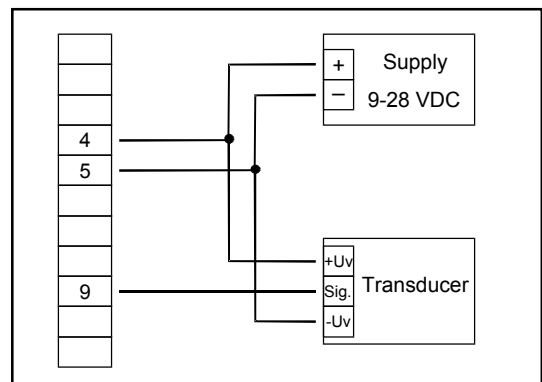 + Supply
– 9-28 VDC
4
5
+Uv
9 Sig. Transducer
-Uv